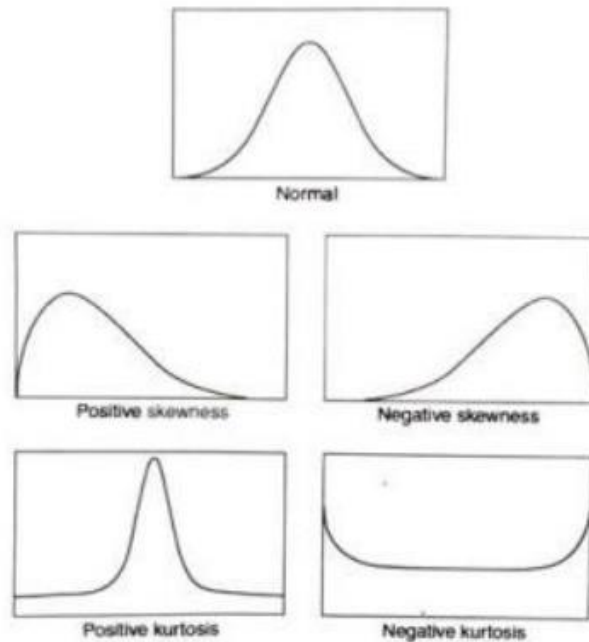 Normal
Positive skewness
Negative skewness
Positive kurtosis
Negative kurtosis